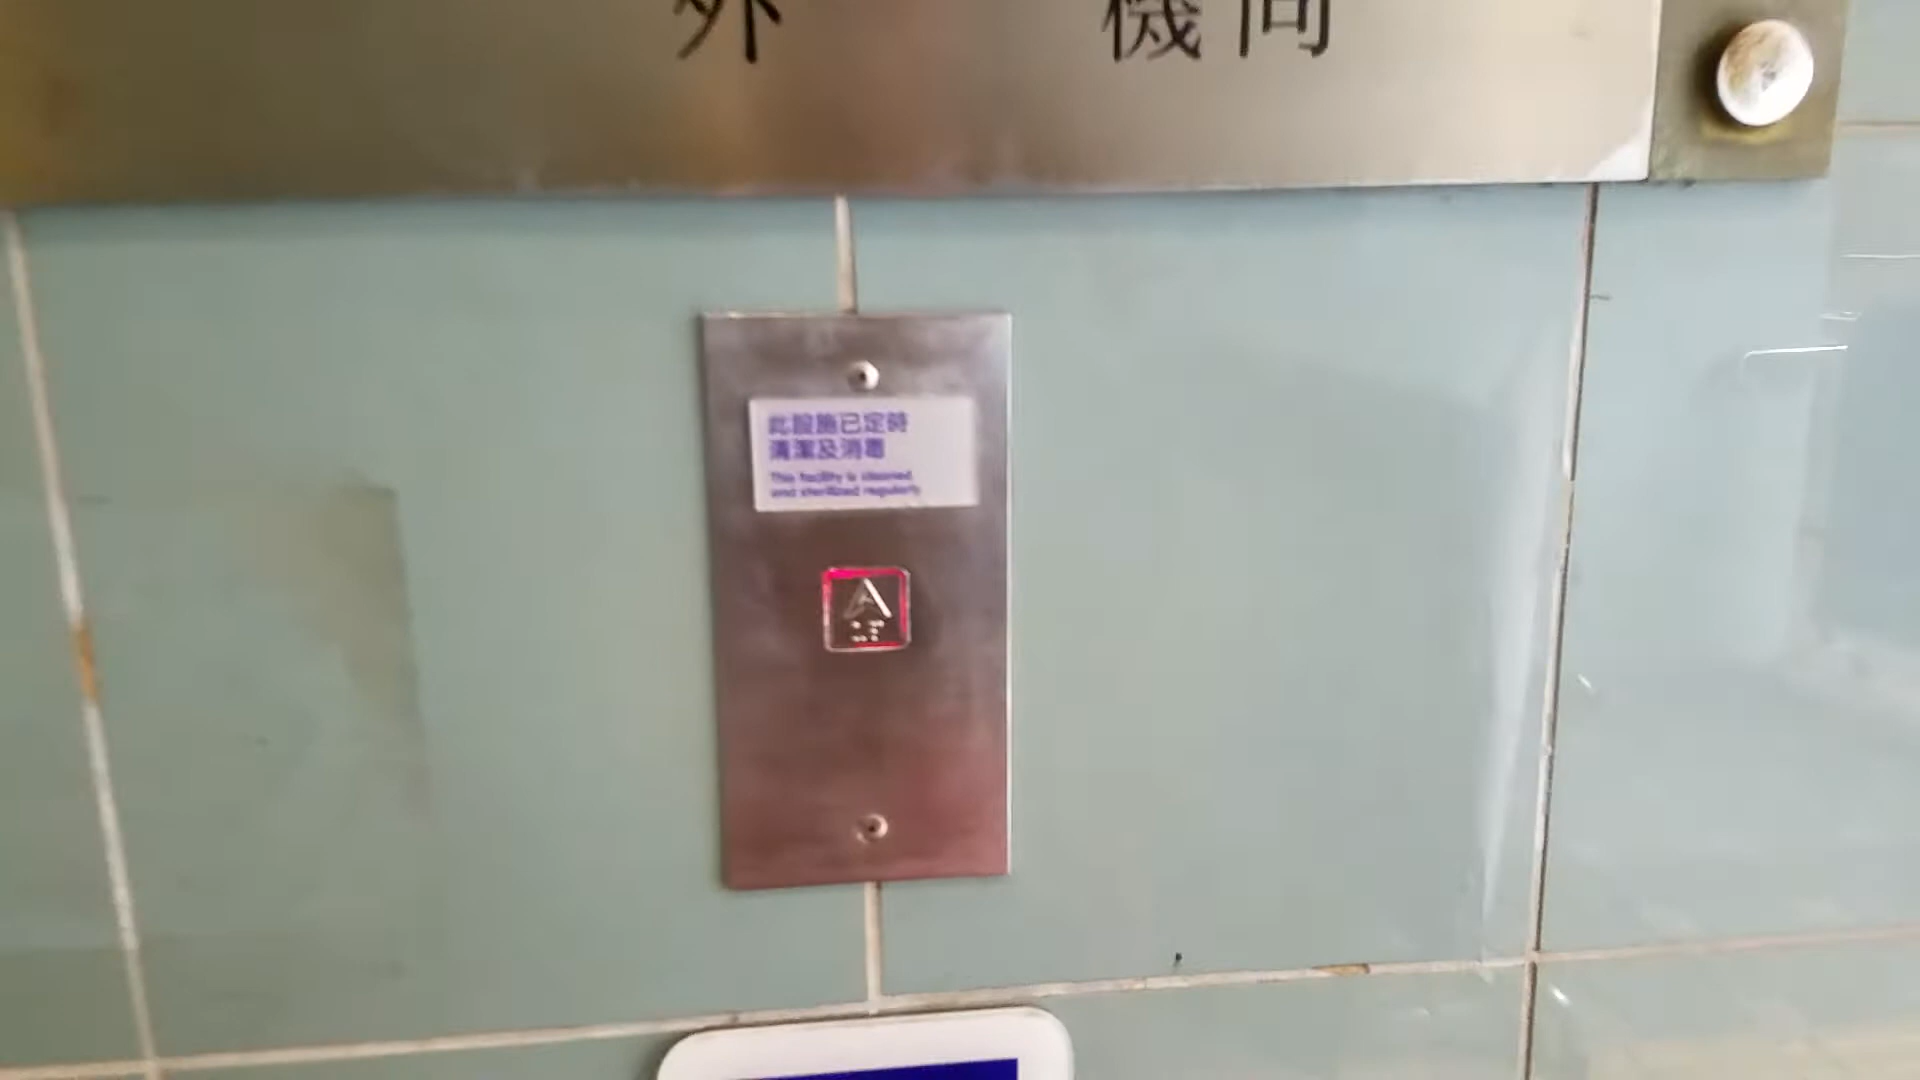 外 機向
此設施已定時
清潔及消毒
This facility is cleaned
and sterilized regularly